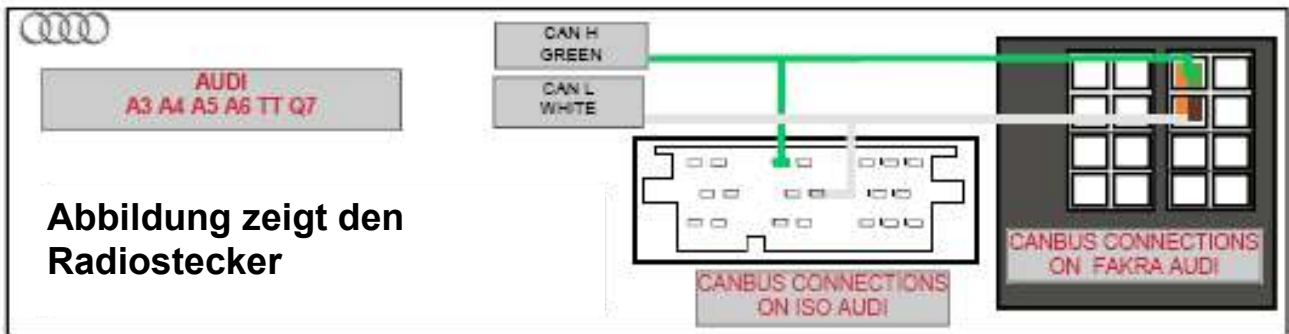 CAN H
GREEN
AUDI
A3 A4 A5 A6 TT Q7
CAN L
WHITE
Abbildung zeigt den
Radiostecker
CANBUS CONNECTIONS
ON FAKRA AUDI
CANBUS CONNECTIONS
ON ISO AUDI